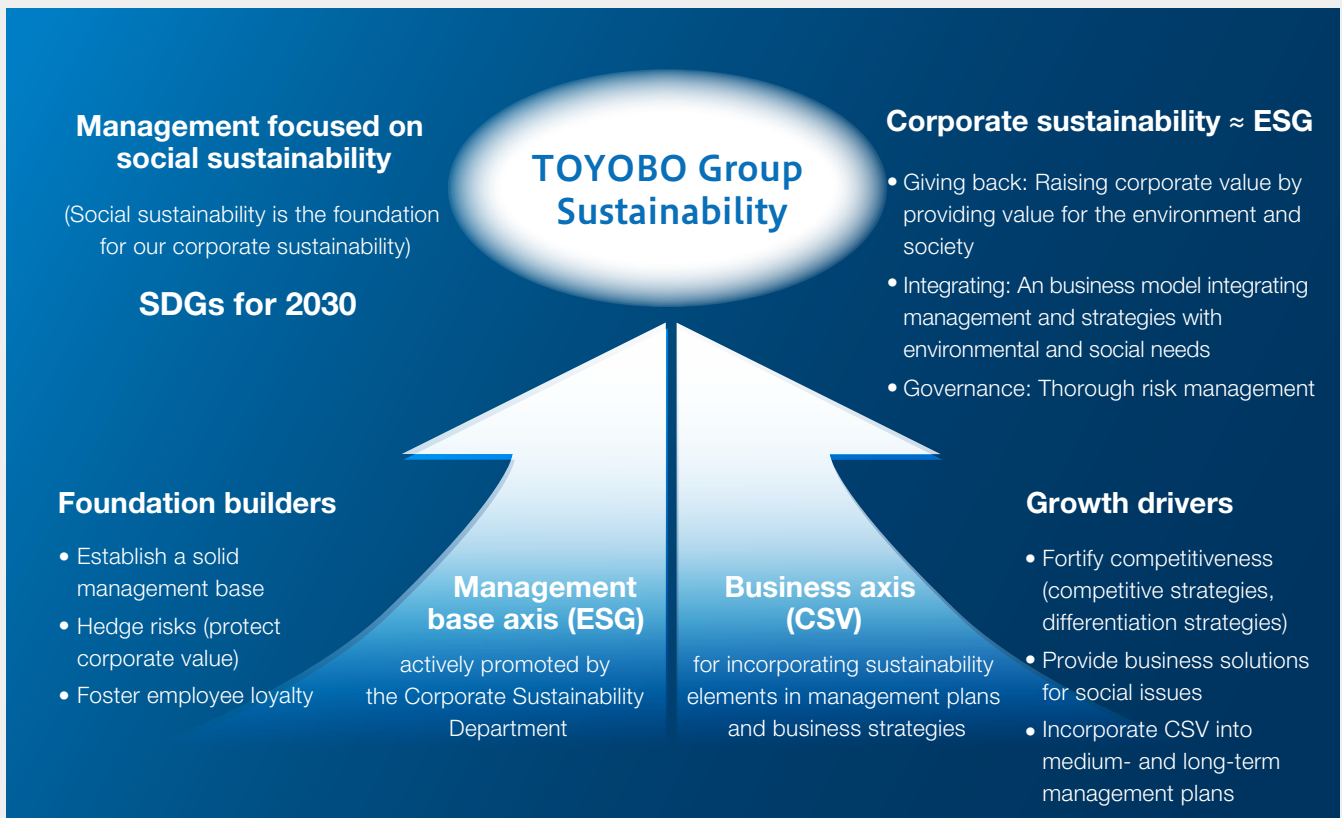 Management focused on
social sustainability
(Social sustainability is the foundation
for our corporate sustainability)
SDGs for 2030
TOYOBO Group
Sustainability
Corporate sustainability ≈ ESG
• Giving back: Raising corporate value by
providing value for the environment and
society
• Integrating: An business model integrating
management and strategies with
environmental and social needs
• Governance: Thorough risk management
Foundation builders
• Establish a solid
management base
• Hedge risks (protect
corporate value)
• Foster employee loyalty
Management
base axis (ESG)
actively promoted by
the Corporate Sustainability
Department
Business axis
(CSV)
for incorporating sustainability
elements in management plans
and business strategies
Growth drivers
• Fortify competitiveness
(competitive strategies,
differentiation strategies)
• Provide business solutions
for social issues
• Incorporate CSV into
medium- and long-term
management plans